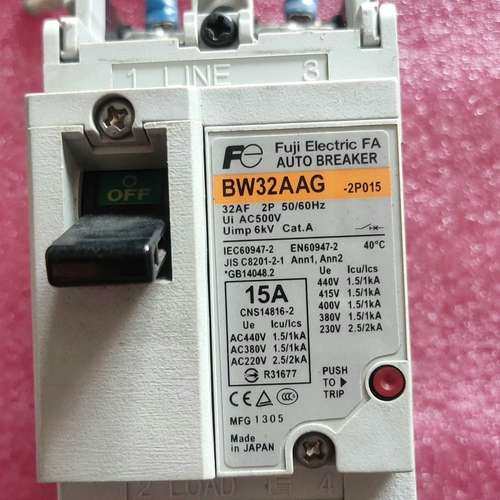 1 LINE 3
OFF
Fe Fuji Electric FA
AUTO BREAKER
BW32AAG -2P015
32AF 2P 50/60Hz
Ui AC500V
Uimp 6kV Cat.A
IEC60947-2 EN60947-2 40°C
JIS C8201-2-1 Ann1, Ann2
*GB14048.2
15A
CNS14816-2
Ue Icu/Ics
AC440V 1.5/1kA
AC380V 1.5/1kA
AC220V 2.5/2kA
R31677
Ue Icu/Ics
440V 1.5/1kA
415V 1.5/1kA
400V 1.5/1kA
380V 1.5/1kA
230V 2.5/2kA
PUSH
TO
TRIP
CE CCC
MFG 1305
Made
in JAPAN
2 LOAD 4